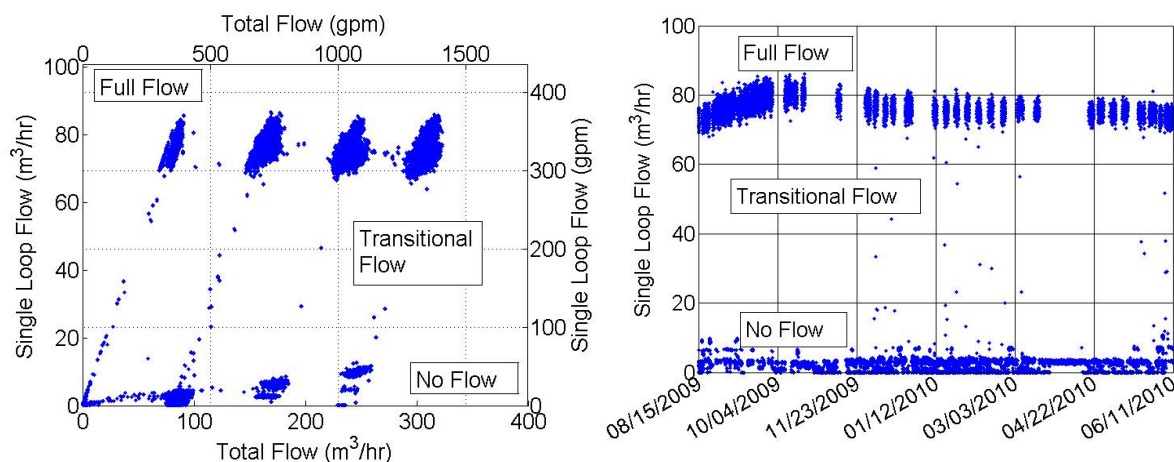 Total Flow (gpm)
0 500 1000 1500
100
80
60
40
20
0
Single Loop Flow (m3/hr)
Full Flow
Transitional
Flow
No Flow
400
300
200
100
0
Single Loop Flow (gpm)
0 100 200 300 400
Total Flow (m3/hr)
100
80
60
40
20
0
Single Loop Flow (m3/hr)
Full Flow
Transitional Flow
No Flow
08/15/2009
10/04/2009
11/23/2009
01/12/2010
03/03/2010
04/22/2010
06/11/2010